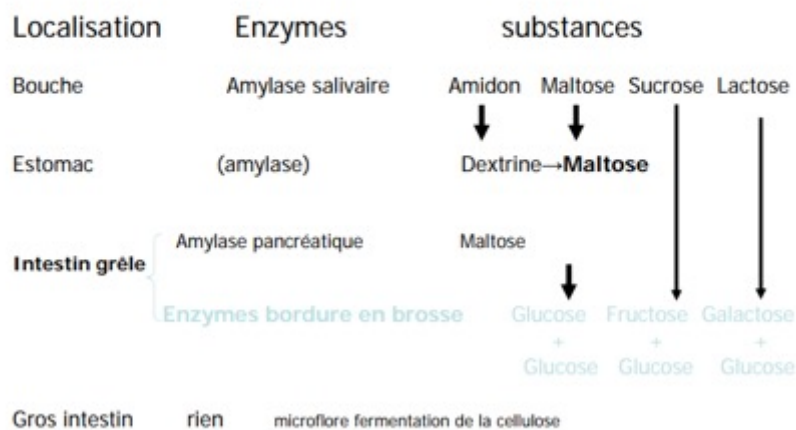 Localisation Enzymes substances
Bouche Amylase salivaire Amidon Maltose Sucrose Lactose
Estomac (amylase) Dextrine→Maltose
Amylase pancréatique Maltose
Intestin grêle
Enzymes bordure en brosse Glucose Fructose Galactose
+ + +
Glucose Glucose Glucose
Gros intestin rien microflore fermentation de la cellulose